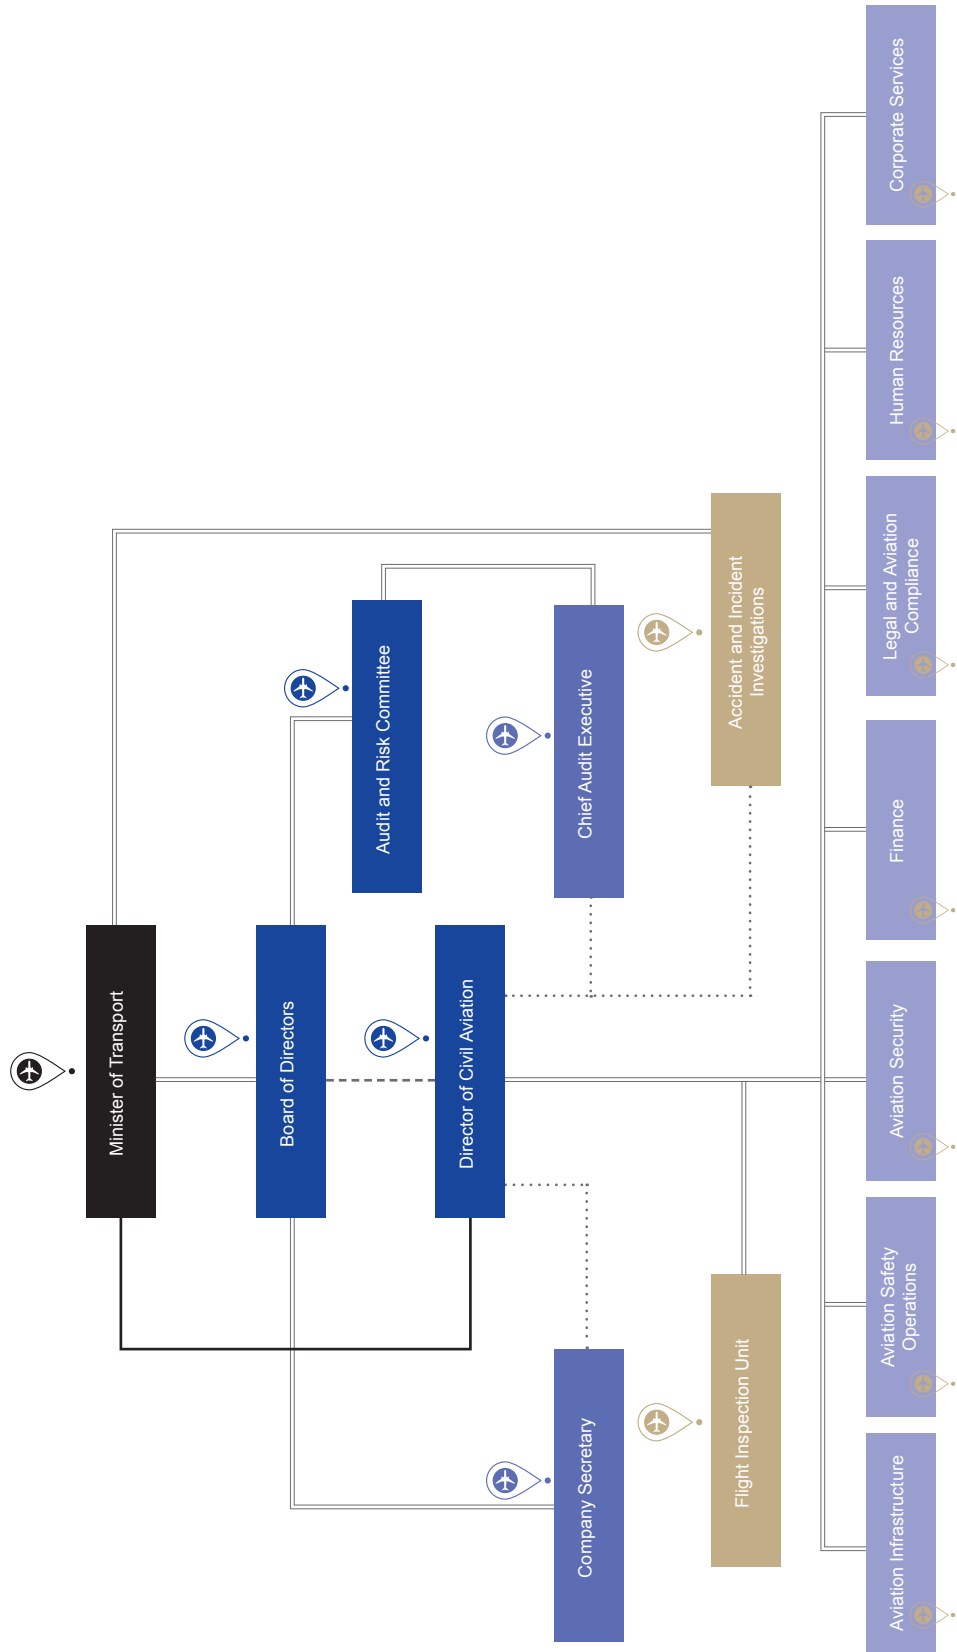 Minister of Transport
Board of Directors
Audit and Risk Committee
Director of Civil Aviation
Company Secretary
Chief Audit Executive
Flight Inspection Unit
Accident and Incident
Investigations
Aviation Infrastructure
Aviation Safety
Operations
Aviation Security
Finance
Legal and Aviation
Compliance
Human Resources
Corporate Services